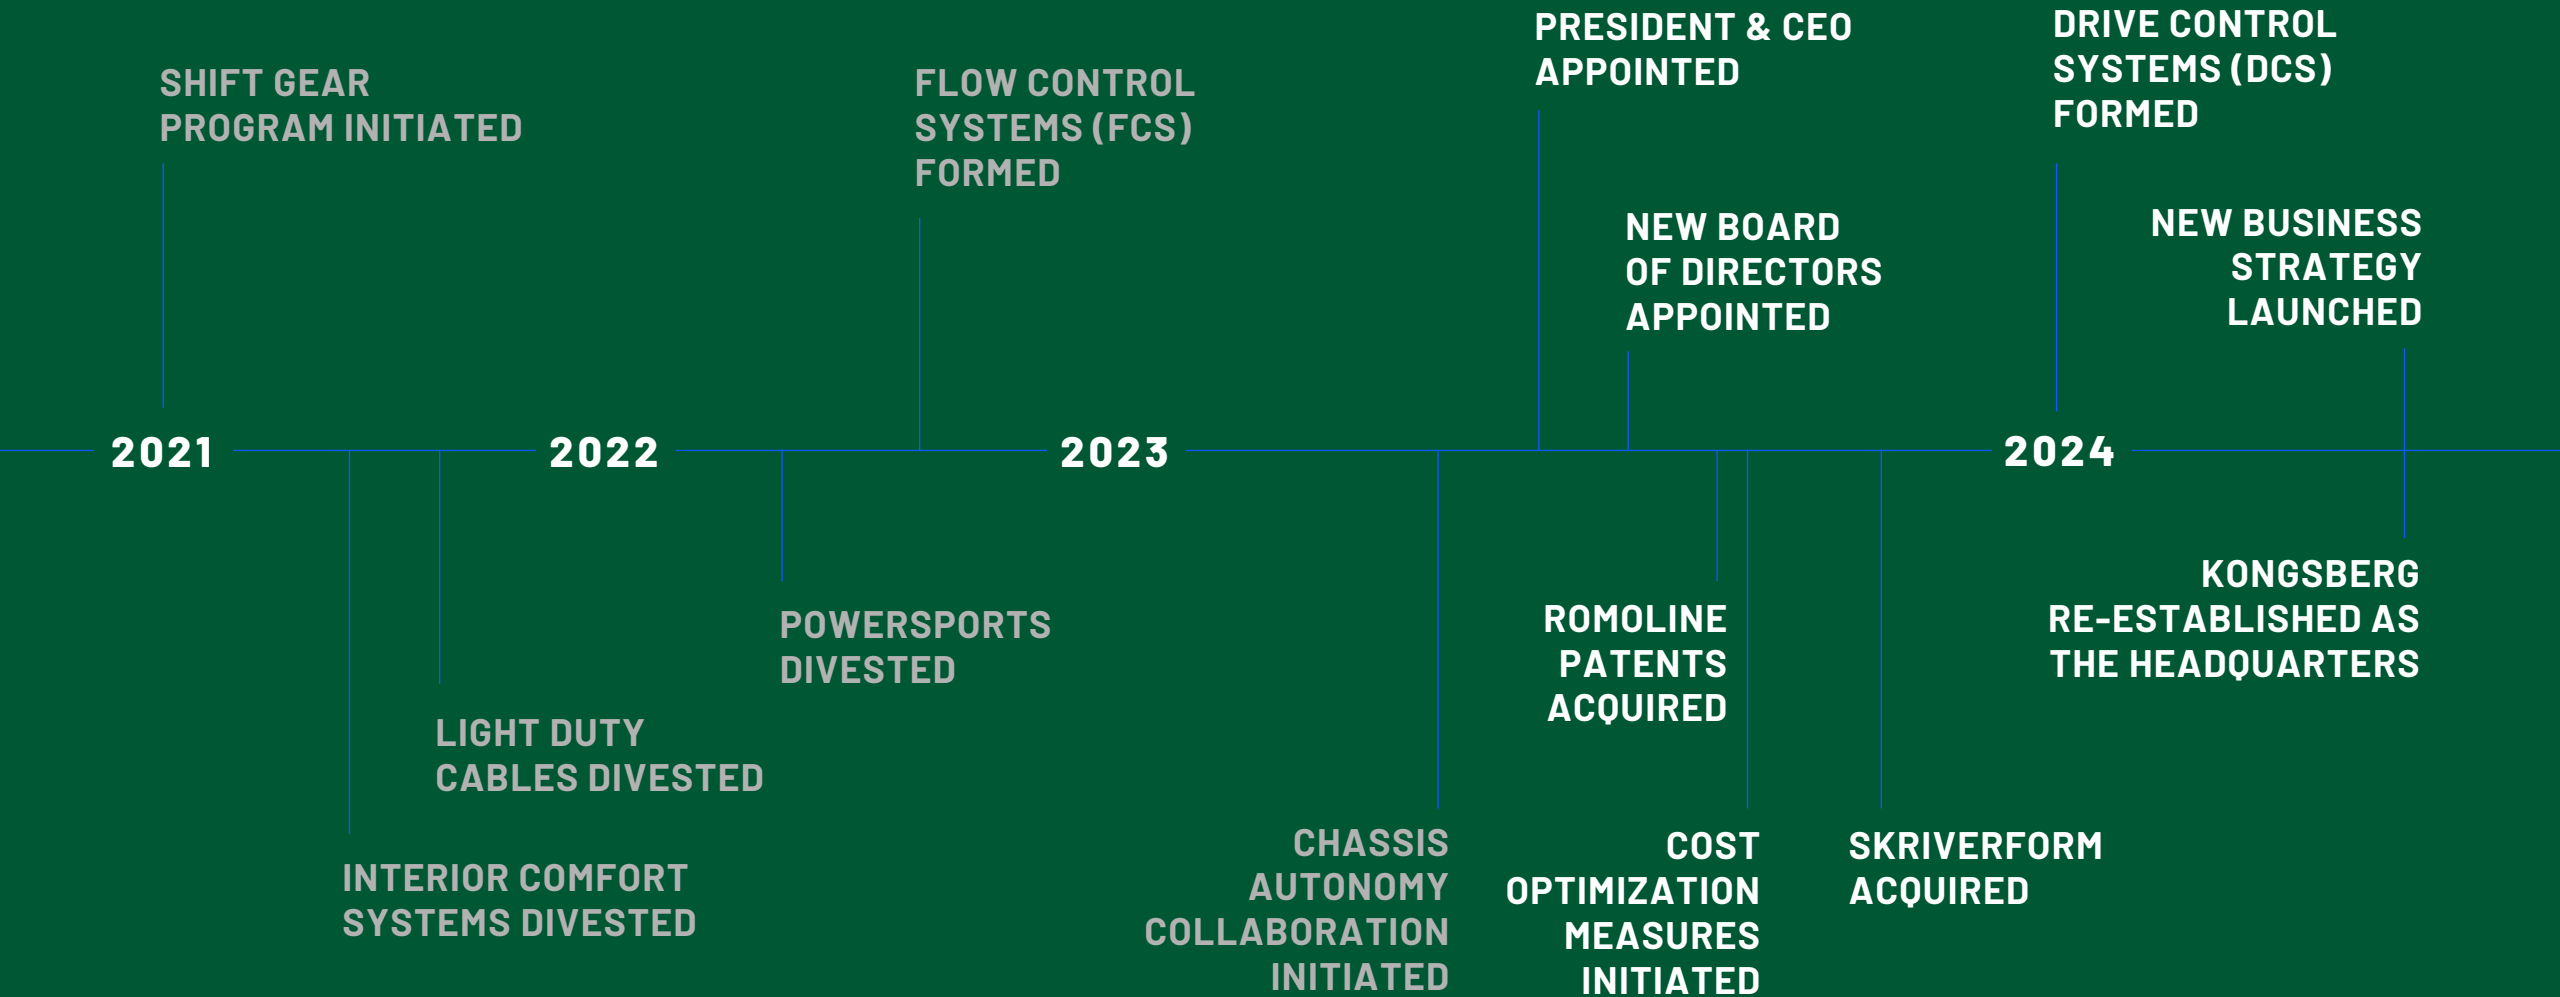 SHIFT GEAR
PROGRAM INITIATED
FLOW CONTROL
SYSTEMS (FCS)
FORMED
PRESIDENT & CEO
APPOINTED
NEW BOARD
OF DIRECTORS
APPOINTED
DRIVE CONTROL
SYSTEMS (DCS)
FORMED
NEW BUSINESS
STRATEGY
LAUNCHED
2021
2022
2023
2024
INTERIOR COMFORT
SYSTEMS DIVESTED
LIGHT DUTY
CABLES DIVESTED
POWERSPORTS
DIVESTED
CHASSIS
AUTONOMY
COLLABORATION
INITIATED
ROMOLINE
PATENTS
ACQUIRED
COST
OPTIMIZATION
MEASURES
INITIATED
SKRIVERFORM
ACQUIRED
KONGSBERG
RE-ESTABLISHED AS
THE HEADQUARTERS